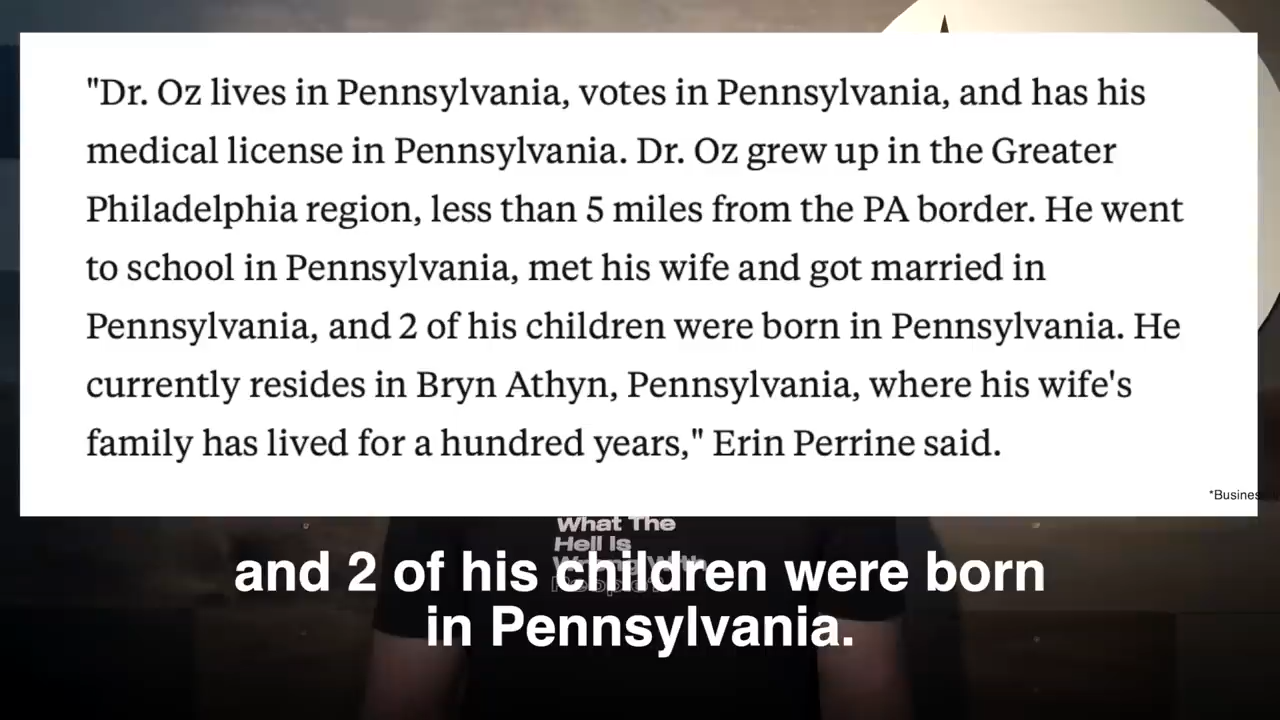 "Dr. Oz lives in Pennsylvania, votes in Pennsylvania, and has his
medical license in Pennsylvania. Dr. Oz grew up in the Greater
Philadelphia region, less than 5 miles from the PA border. He went
to school in Pennsylvania, met his wife and got married in
Pennsylvania, and 2 of his children were born in Pennsylvania. He
currently resides in Bryn Athyn, Pennsylvania, where his wife's
family has lived for a hundred years," Erin Perrine said.
*Busines
What The
Hell Is
Wrong With
People?
and 2 of his children were born
in Pennsylvania.